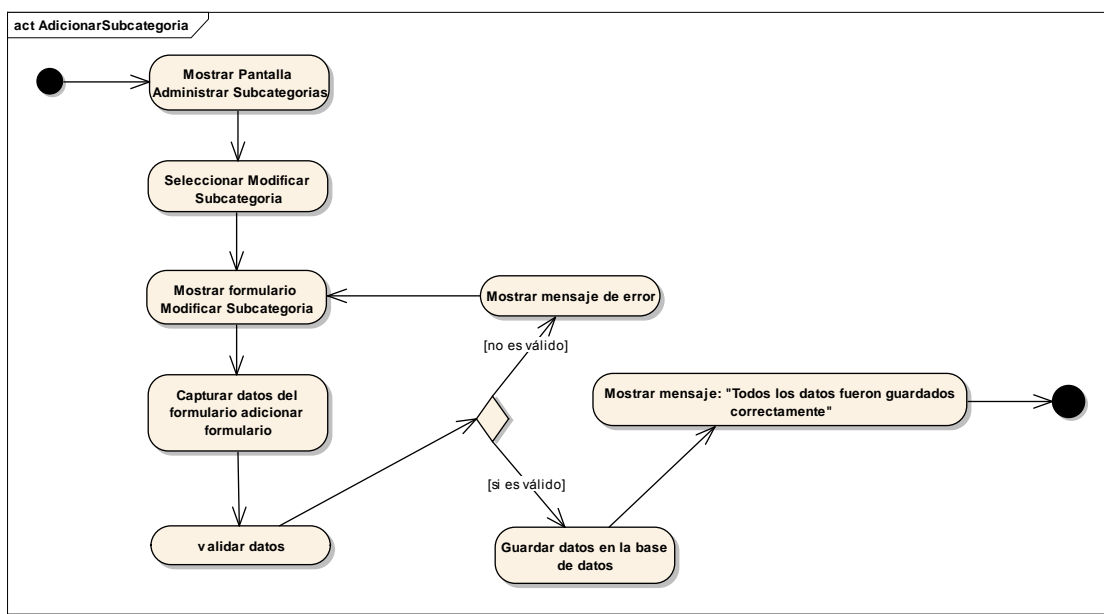 act AdicionarSubcategoria
Mostrar Pantalla
Administrar Subcategorias
Seleccionar Modificar
Subcategoria
Mostrar formulario
Modificar Subcategoria
Mostrar mensaje de error
[no es válido]
Capturar datos del
formulario adicionar
formulario
Mostrar mensaje: "Todos los datos fueron guardados
correctamente"
[si es válido]
validar datos
Guardar datos en la base
de datos